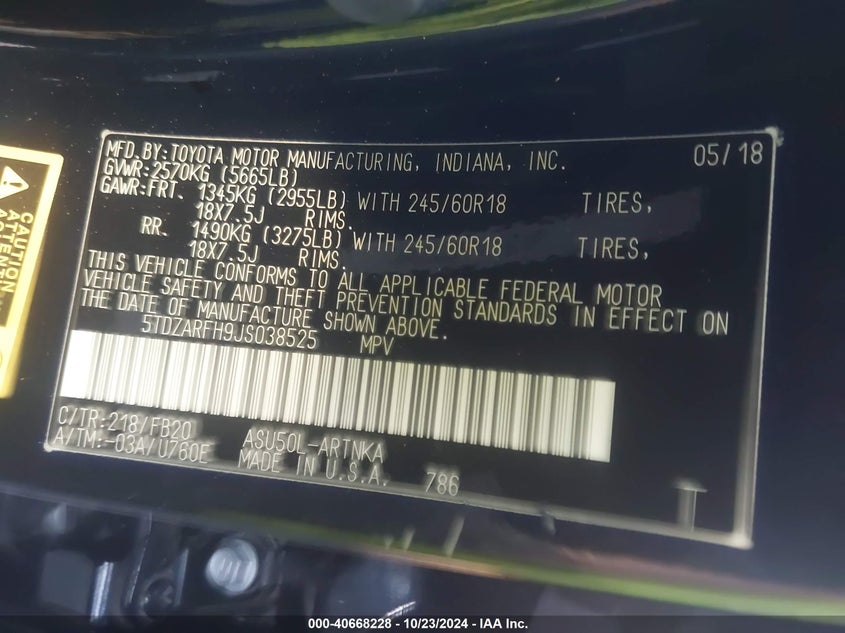 MFD.BY:TOYOTA MOTOR MANUFACTURING, INDIANA, INC. 05/18
GVWR:2570KG (5665LB)
GAWR:FRT. 1345KG (2955LB) WITH 245/60R18 TIRES,
18X7.5J RIMS.
RR. 1490KG (3275LB) WITH 245/60R18 TIRES,
18X7.5J RIMS.
THIS VEHICLE CONFORMS TO ALL APPLICABLE FEDERAL MOTOR
VEHICLE SAFETY AND THEFT PREVENTION STANDARDS IN EFFECT ON
THE DATE OF MANUFACTURE SHOWN ABOVE.
5TDZARFH9JS038525 MPV
C/TR:218/FB20 ASU50L-ARTNKA
A/TM:-03A/U760E MADE IN U.S.A. 786
CAUTION
000-40668228 - 10/23/2024 - IAA Inc.